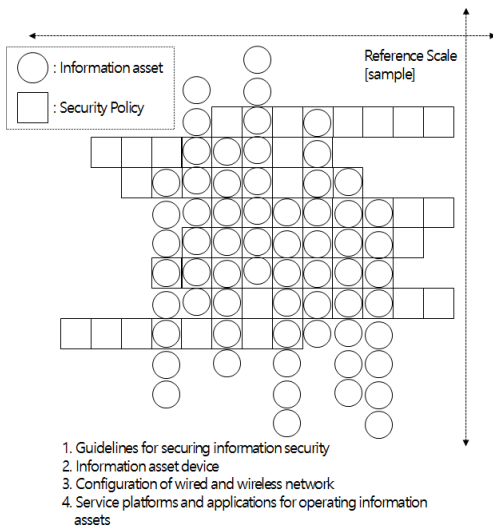 : Information asset
: Security Policy
Reference Scale
[sample]
1. Guidelines for securing information security
2. Information asset device
3. Configuration of wired and wireless network
4. Service platforms and applications for operating information
assets